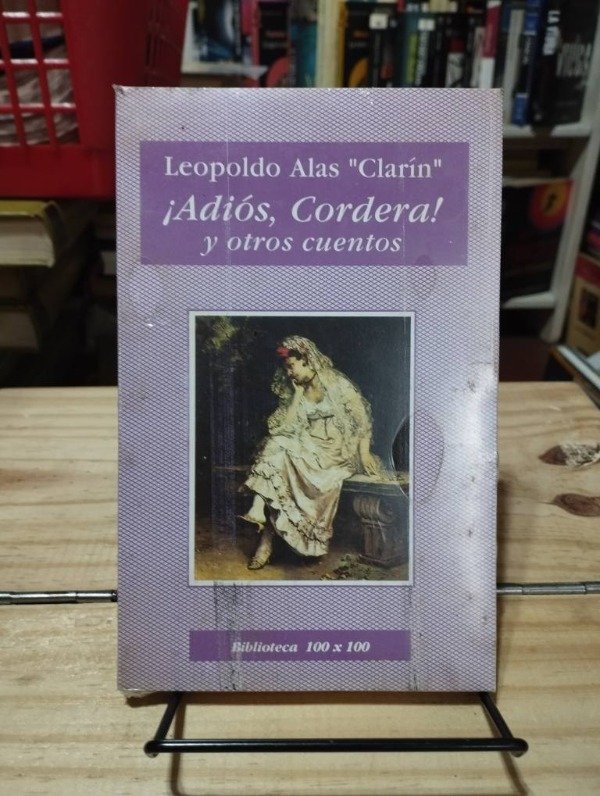 Leopoldo Alas "Clarín"
¡Adiós, Cordera!
y otros cuentos
Biblioteca 100 x 100